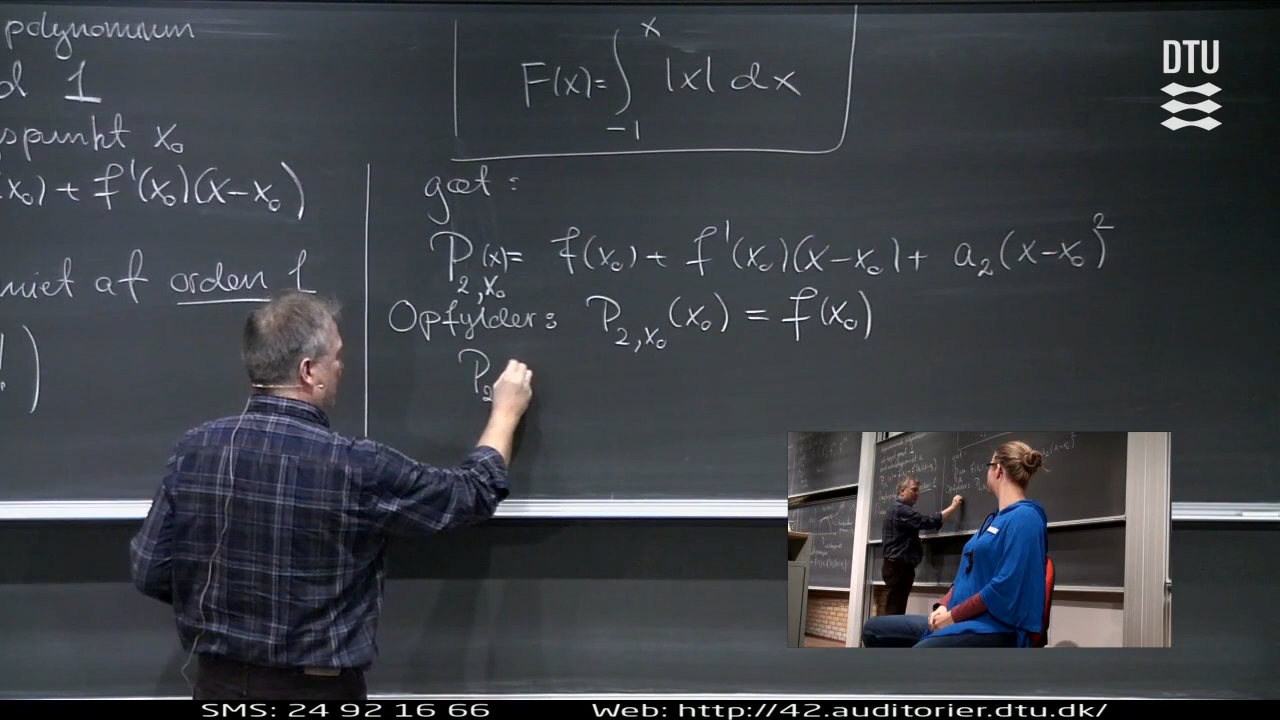 polynomium
1
F(x)=∫₋₁ˣ |x| dx
spunkt x₀
(x₀) + f'(x₀)(x-x₀)
gæt:
P₂,ₓ₀(x)= f(x₀) + f'(x₀)(x-x₀) + a₂(x-x₀)²
af orden 1
Opfylder: P₂,ₓ₀(x₀) = f(x₀)
P₂
DTU
SMS: 24 92 16 66 Web: http://42.auditorier.dtu.dk/